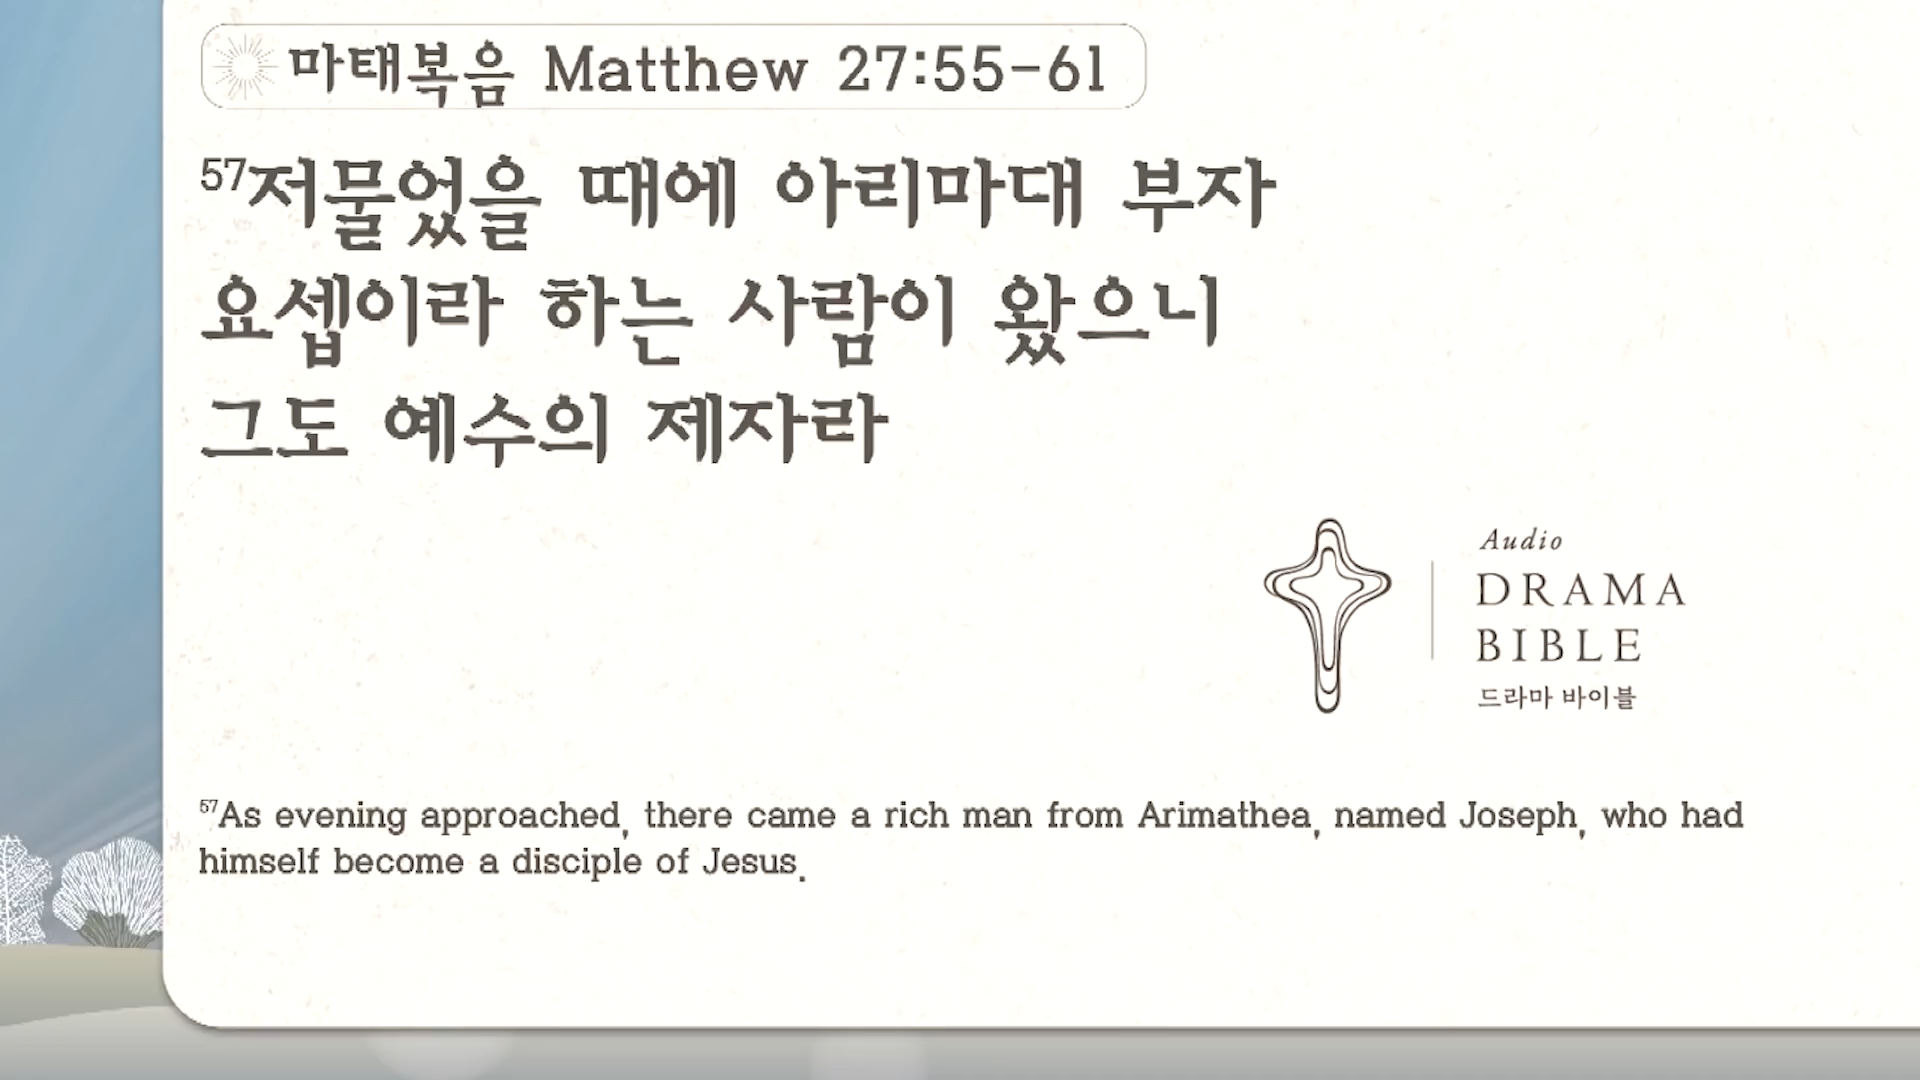 마태복음 Matthew 27:55-61
57저물었을 때에 아리마대 부자
요셉이라 하는 사람이 왔으니
그도 예수의 제자라
Audio
DRAMA
BIBLE
드라마 바이블
57As evening approached, there came a rich man from Arimathea, named Joseph, who had
himself become a disciple of Jesus.